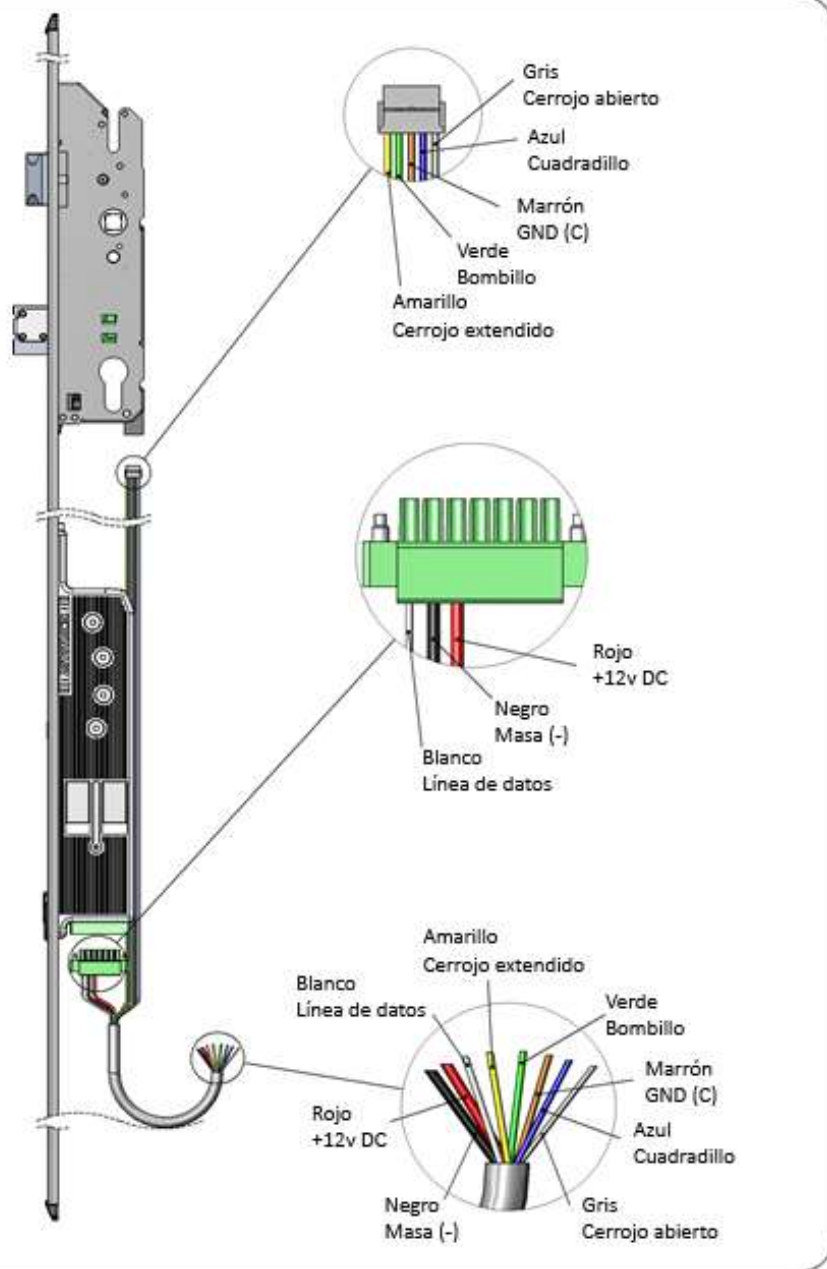 Gris
Cerrojo abierto
Azul
Cuadradillo
Marrón
GND (C)
Verde
Bombillo
Amarillo
Cerrojo extendido
Rojo
+12v DC
Negro
Masa (-)
Blanco
Línea de datos
Amarillo
Cerrojo extendido
Blanco
Línea de datos
Verde
Bombillo
Marrón
GND (C)
Rojo
+12v DC
Azul
Cuadradillo
Negro
Masa (-)
Gris
Cerrojo abierto